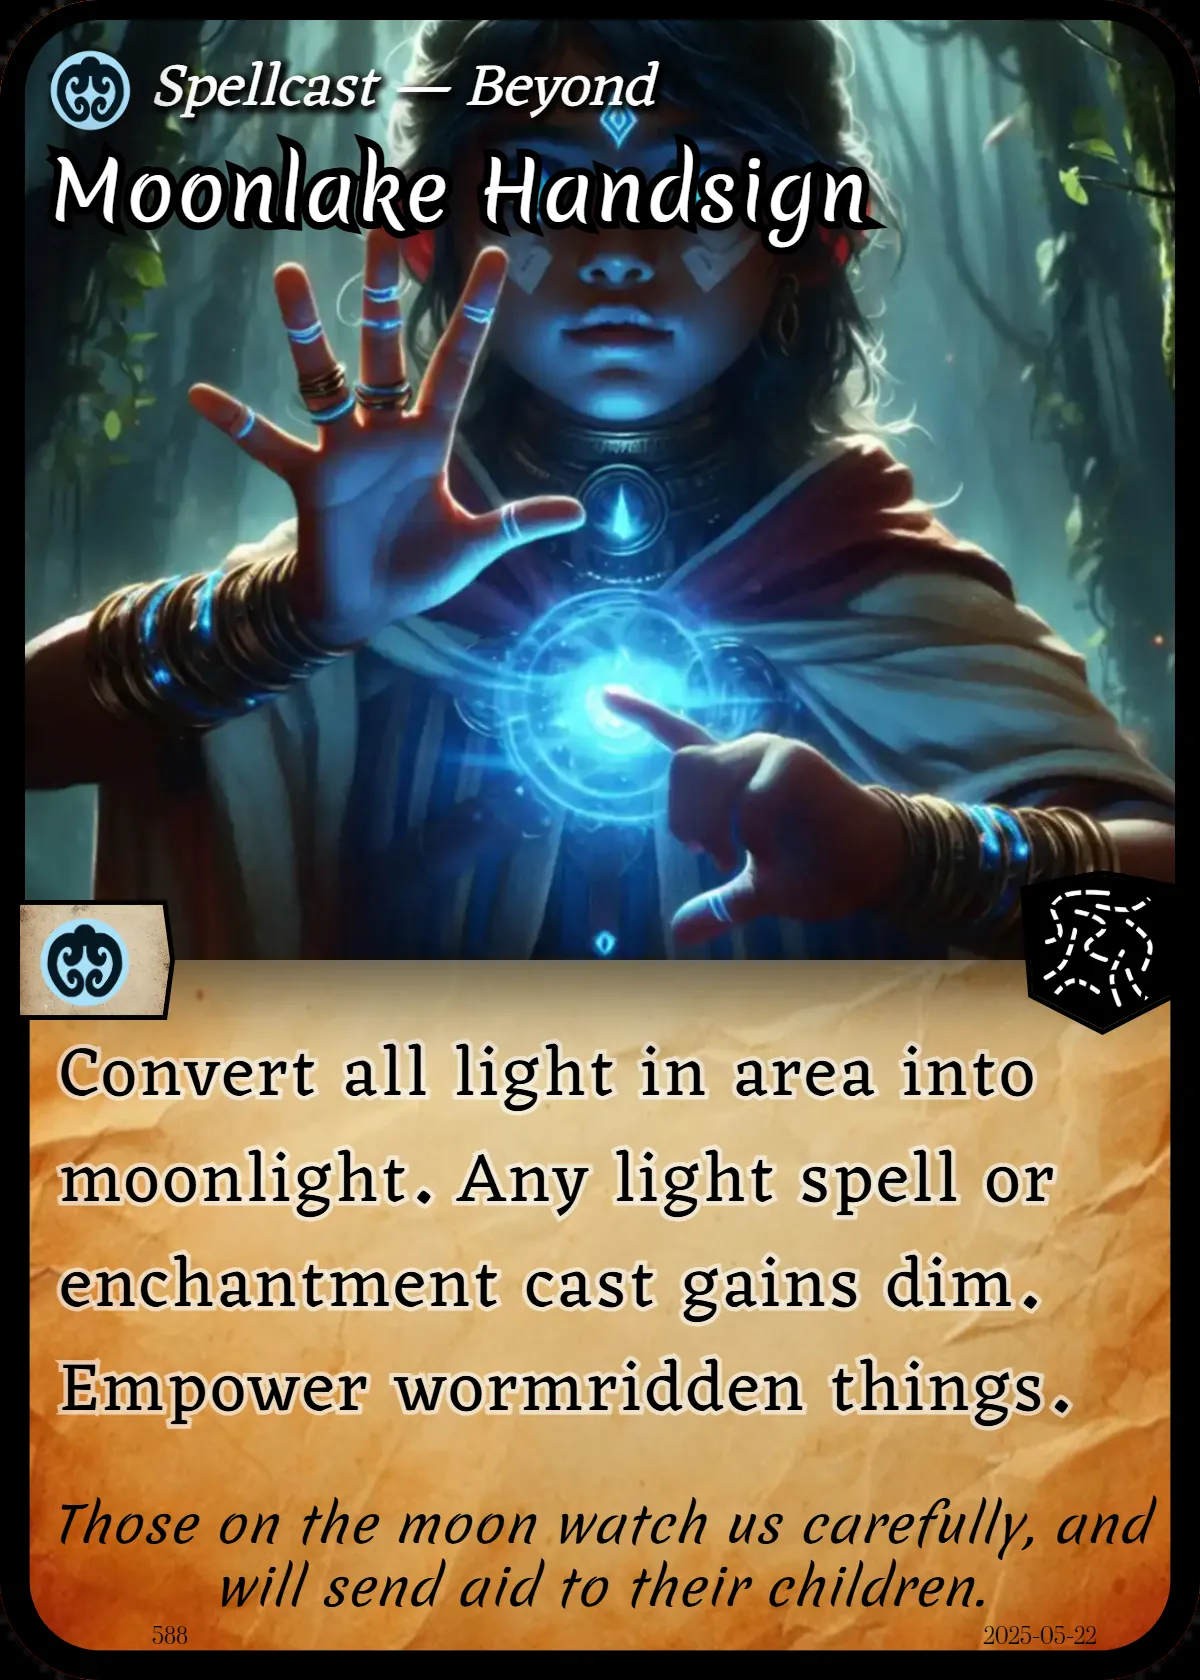 Spellcast — Beyond
Moonlake Handsign
Convert all light in area into
moonlight. Any light spell or
enchantment cast gains dim.
Empower wormridden things.
Those on the moon watch us carefully, and
will send aid to their children.
588
2025-05-22